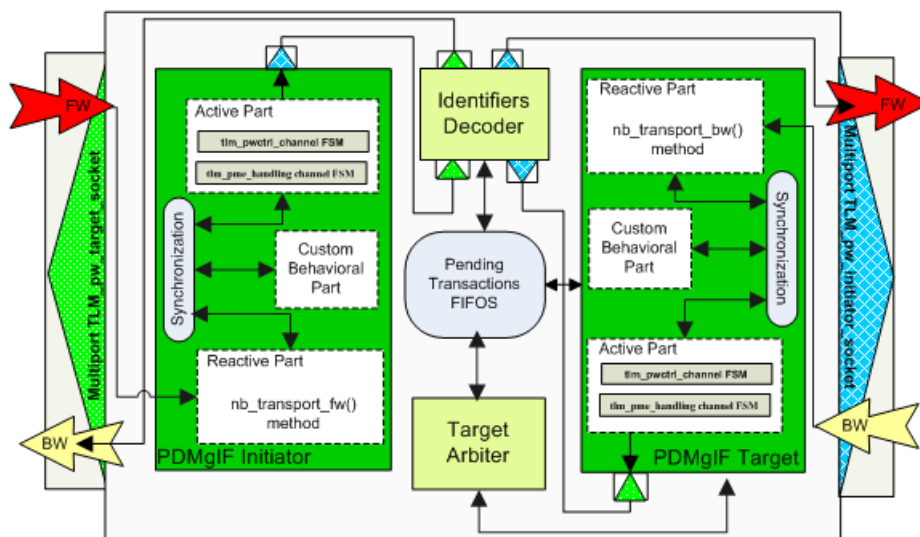 FW
Multiport TLM_pw_target_socket
BW
Active Part
tlm_pwctrl_channel FSM
tlm_pme_handling channel FSM
Synchronization
Custom
Behavioral
Part
Reactive Part
nb_transport_fw()
method
PDMgIF Initiator
Identifiers
Decoder
Pending
Transactions
FIFOS
Target
Arbiter
Reactive Part
nb_transport_bw()
method
Custom
Behavioral
Part
Synchronization
Active Part
tlm_pwctrl_channel FSM
tlm_pme_handling channel FSM
PDMgIF Target
FW
Multiport TLM_pw_initiator_socket
BW